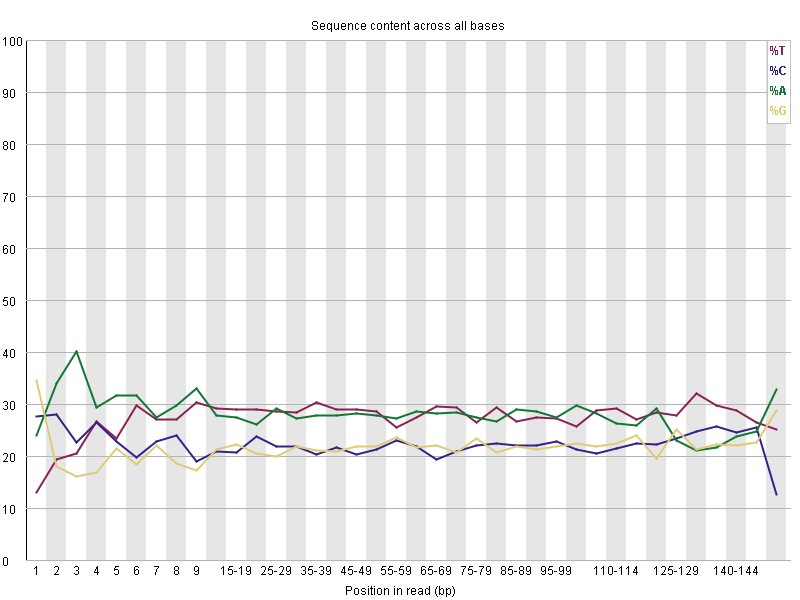 Sequence content across all bases
100
90
80
70
60
50
40
30
20
10
0
%T
%C
%A
%G
1 2 3 4 5 6 7 8 9 15-19 25-29 35-39 45-49 55-59 65-69 75-79 85-89 95-99 110-114 125-129 140-144
Position in read (bp)